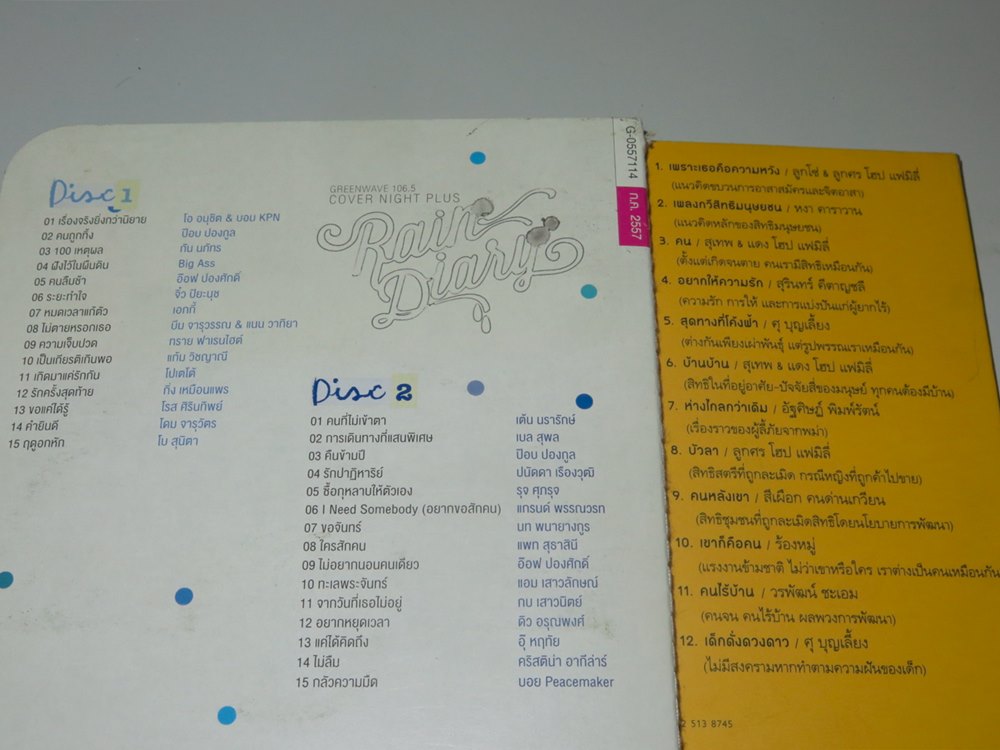 Disc 1
01 เรื่องจริงยิ่งกว่านิยาย โอ อนุชิต & บอม KPN
02 คนถูกทิ้ง ป๊อบ ปองกูล
03 100 เหตุผล กัน นภัทร
04 ฝังไว้ในผืนดิน Big Ass
05 คนลืมช้า อ๊อฟ ปองศักดิ์
06 ระยะทำใจ จิ๋ว ปิยะนุช
07 หมดเวลาแก้ตัว เอกกี้
08 ไม่ตายหรอกเธอ บีม จารุวรรณ & แนน วาทิยา
09 ความเจ็บปวด ทราย ฟาเรนไฮต์
10 เป็นเกียรติเกินพอ แก้ม วิชญาณี
11 เกิดมาแค่รักกัน โปเตโต้
12 รักครั้งสุดท้าย กิ่ง เหมือนแพร
13 ขอแค่ได้รู้ โรส ศิรินทิพย์
14 คำยินดี โดม จารุวัตร
15 ฤดูอกหัก โบ สุนิตา
GREENWAVE 106.5
COVER NIGHT PLUS
Rain
Diary
G-0557114
ก.ค. 2557
Disc 2
01 คนที่ไม่เข้าตา เต้น นรารักษ์
02 การเดินทางที่แสนพิเศษ เบล สุพล
03 คืนข้ามปี ป๊อบ ปองกูล
04 รักปาฏิหาริย์ ปนัดดา เรืองวุฒิ
05 ซื้อกุหลาบให้ตัวเอง รุจ ศุภรุจ
06 I Need Somebody (อยากขอสักคน) แกรนด์ พรรณวรท
07 ขอจันทร์ นท พนายางกูร
08 ใครสักคน แพท สุธาสินี
09 ไม่อยากนอนคนเดียว อ๊อฟ ปองศักดิ์
10 ทะเลพระจันทร์ แอม เสาวลักษณ์
11 จากวันที่เธอไม่อยู่ กบ เสาวนิตย์
12 อยากหยุดเวลา ดิว อรุณพงศ์
13 แค่ได้คิดถึง อุ๊ หฤทัย
14 ไม่ลืม คริสติน่า อากีล่าร์
15 กลัวความมืด บอย Peacemaker
1. เพราะเธอคือความหวัง / ลูกโซ่ & ลูกศร โฮป แฟมิลี่
(แนวคิดขบวนการอาสาสมัครและจิตอาสา)
2. เพลงกวีสิทธิมนุษยชน / หงา คาราวาน
(แนวคิดหลักของสิทธิมนุษยชน)
3. คน / สุเทพ & แดง โฮป แฟมิลี่
(ตั้งแต่เกิดจนตาย คนเรามีสิทธิเหมือนกัน)
4. อยากให้ความรัก / สุรินทร์ คีตาญชลี
(ความรัก การให้ และการแบ่งปันแก่ผู้ยากไร้)
5. สุดทางที่โค้งฟ้า / ศุ บุญเลี้ยง
(ต่างกันเพียงเผ่าพันธุ์ แต่รูปพรรณเราเหมือนกัน)
6. บ้านบ้าน / สุเทพ & แดง โฮป แฟมิลี่
(สิทธิในที่อยู่อาศัย-ปัจจัยสี่ของมนุษย์ ทุกคนต้องมีบ้าน)
7. ห่างไกลกว่าเดิม / อัฐศิษฎ์ พิมพ์รัตน์
(เรื่องราวของผู้ลี้ภัยจากพม่า)
8. บัวลา / ลูกศร โฮป แฟมิลี่
(สิทธิสตรีที่ถูกละเมิด กรณีหญิงที่ถูกค้าไปขาย)
9. คนหลังเขา / สีเผือก คนด่านเกวียน
(สิทธิชุมชนที่ถูกละเมิดสิทธิโดยนโยบายการพัฒนา)
10. เขาก็คือคน / ร้องหมู่
(แรงงานข้ามชาติ ไม่ว่าเขาหรือใคร เราต่างเป็นคนเหมือนกัน
11. คนไร้บ้าน / วรพัฒน์ ชะเอม
(คนจน คนไร้บ้าน ผลพวงการพัฒนา)
12. เด็กดั่งดวงดาว / ศุ บุญเลี้ยง
(ไม่มีสงครามหากทำตามความฝันของเด็ก)
2 513 8745